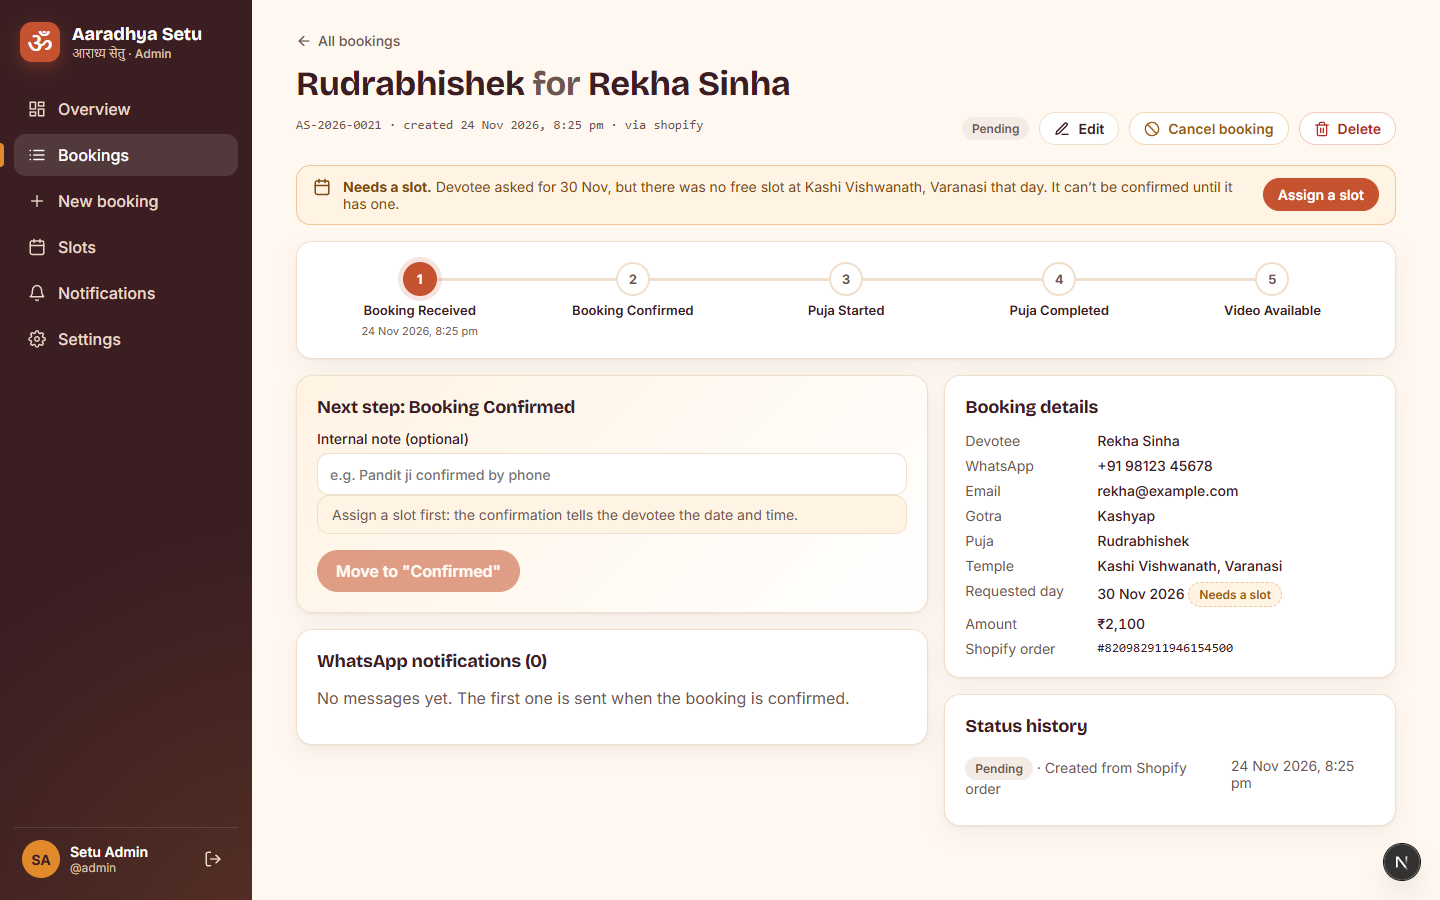 ॐ
Aaradhya Setu
आराध्य सेतु · Admin
Overview
Bookings
New booking
Slots
Notifications
Settings
SA
Setu Admin
@admin
All bookings
Rudrabhishek for Rekha Sinha
AS-2026-0021 · created 24 Nov 2026, 8:25 pm · via shopify
Pending
Edit
Cancel booking
Delete
Needs a slot. Devotee asked for 30 Nov, but there was no free slot at Kashi Vishwanath, Varanasi that day. It can’t be confirmed until it
has one.
Assign a slot
1
2
3
4
5
Booking Received
Booking Confirmed
Puja Started
Puja Completed
Video Available
24 Nov 2026, 8:25 pm
Next step: Booking Confirmed
Internal note (optional)
e.g. Pandit ji confirmed by phone
Assign a slot first: the confirmation tells the devotee the date and time.
Move to "Confirmed"
WhatsApp notifications (0)
No messages yet. The first one is sent when the booking is confirmed.
Booking details
Devotee Rekha Sinha
WhatsApp +91 98123 45678
Email rekha@example.com
Gotra Kashyap
Puja Rudrabhishek
Temple Kashi Vishwanath, Varanasi
Requested day 30 Nov 2026 Needs a slot
Amount ₹2,100
Shopify order #820982911946154500
Status history
Pending · Created from Shopify
order
24 Nov 2026, 8:25
pm
N